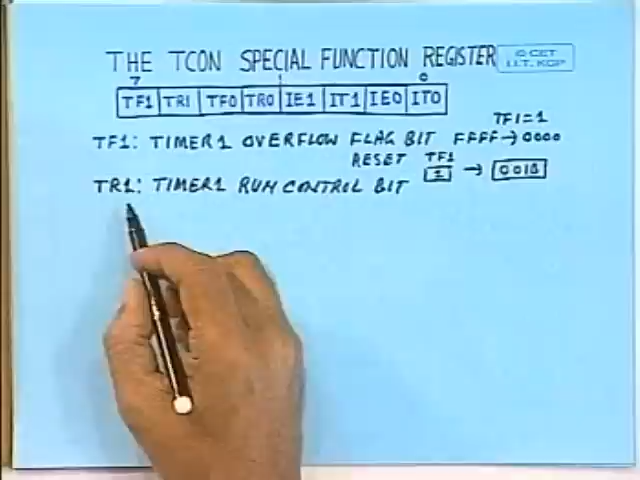 THE TCON SPECIAL FUNCTION REGISTER
© CET
I.I.T. KGP
7 0
TF1 TR1 TF0 TR0 IE1 IT1 IE0 IT0
TF1=1
TF1: TIMER1 OVERFLOW FLAG BIT FFFF→0000
RESET TF1
1 → 001B
TR1: TIMER1 RUN CONTROL BIT